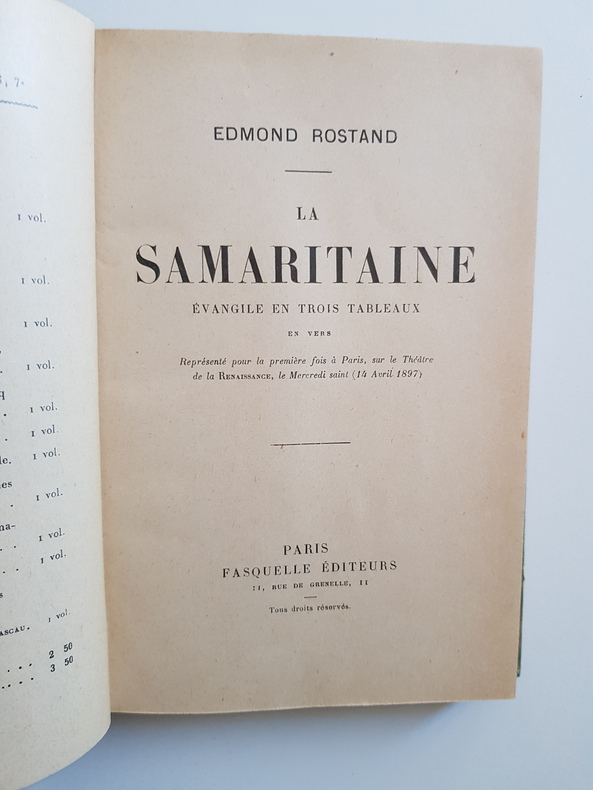 1 vol.
1 vol.
1 vol.
1 vol.
1 vol.
1 vol.
1 vol.
1 vol.
1 vol.
1 vol.
1 vol
2 50
3 50
EDMOND ROSTAND
LA
SAMARITAINE
ÉVANGILE EN TROIS TABLEAUX
EN VERS
Représenté pour la première fois à Paris, sur le Théâtre
de la RENAISSANCE, le Mercredi saint (14 Avril 1897)
PARIS
FASQUELLE ÉDITEURS
11, RUE DE GRENELLE, 11
Tous droits réservés.